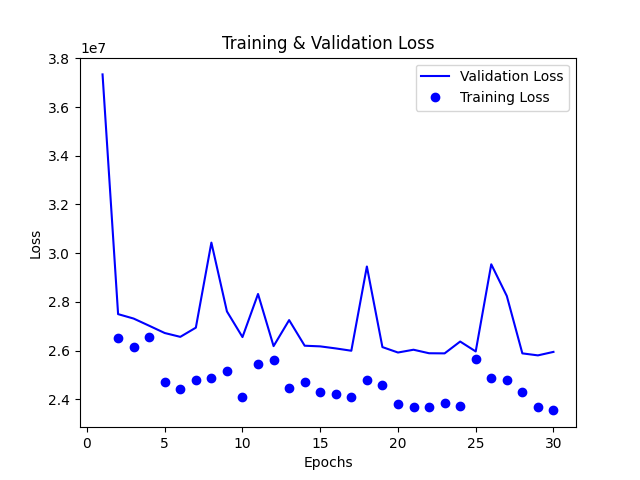 Training & Validation Loss
1e7
Validation Loss
Training Loss
3.8
3.6
3.4
3.2
3.0
2.8
2.6
2.4
Loss
0 5 10 15 20 25 30
Epochs